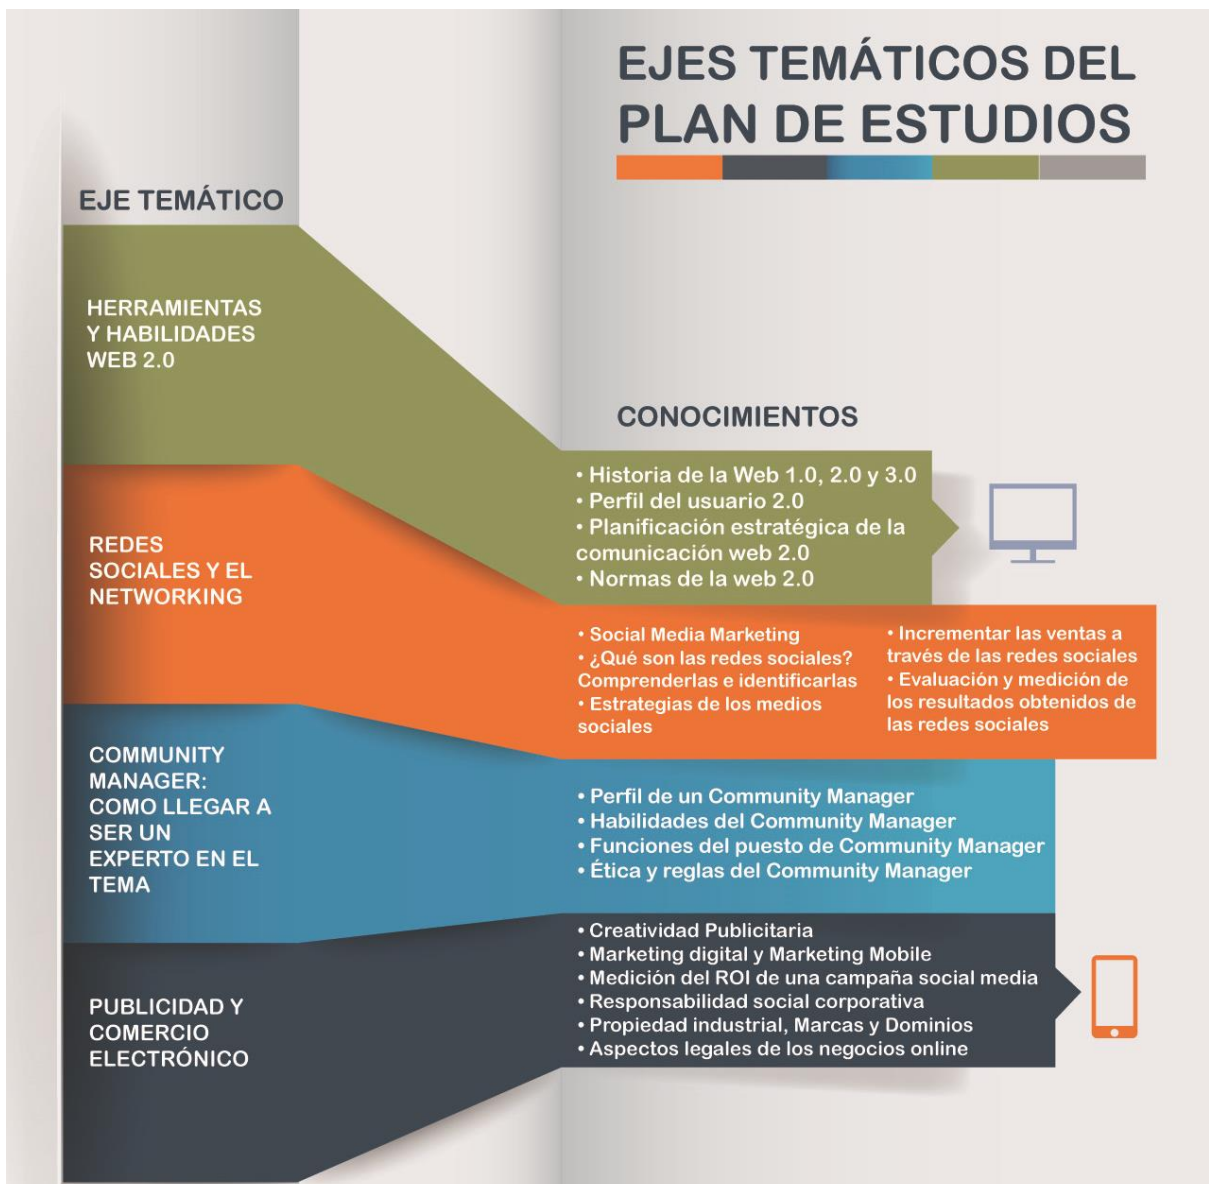 EJES TEMÁTICOS DEL
PLAN DE ESTUDIOS
EJE TEMÁTICO
HERRAMIENTAS
Y HABILIDADES
WEB 2.0
CONOCIMIENTOS
• Historia de la Web 1.0, 2.0 y 3.0
• Perfil del usuario 2.0
• Planificación estratégica de la
comunicación web 2.0
• Normas de la web 2.0
REDES
SOCIALES Y EL
NETWORKING
• Social Media Marketing
• ¿Qué son las redes sociales?
Comprenderlas e identificarlas
• Estrategias de los medios
sociales
• Incrementar las ventas a
través de las redes sociales
• Evaluación y medición de
los resultados obtenidos de
las redes sociales
COMMUNITY
MANAGER:
COMO LLEGAR A
SER UN
EXPERTO EN EL
TEMA
• Perfil de un Community Manager
• Habilidades del Community Manager
• Funciones del puesto de Community Manager
• Ética y reglas del Community Manager
PUBLICIDAD Y
COMERCIO
ELECTRÓNICO
• Creatividad Publicitaria
• Marketing digital y Marketing Mobile
• Medición del ROI de una campaña social media
• Responsabilidad social corporativa
• Propiedad industrial, Marcas y Dominios
• Aspectos legales de los negocios online